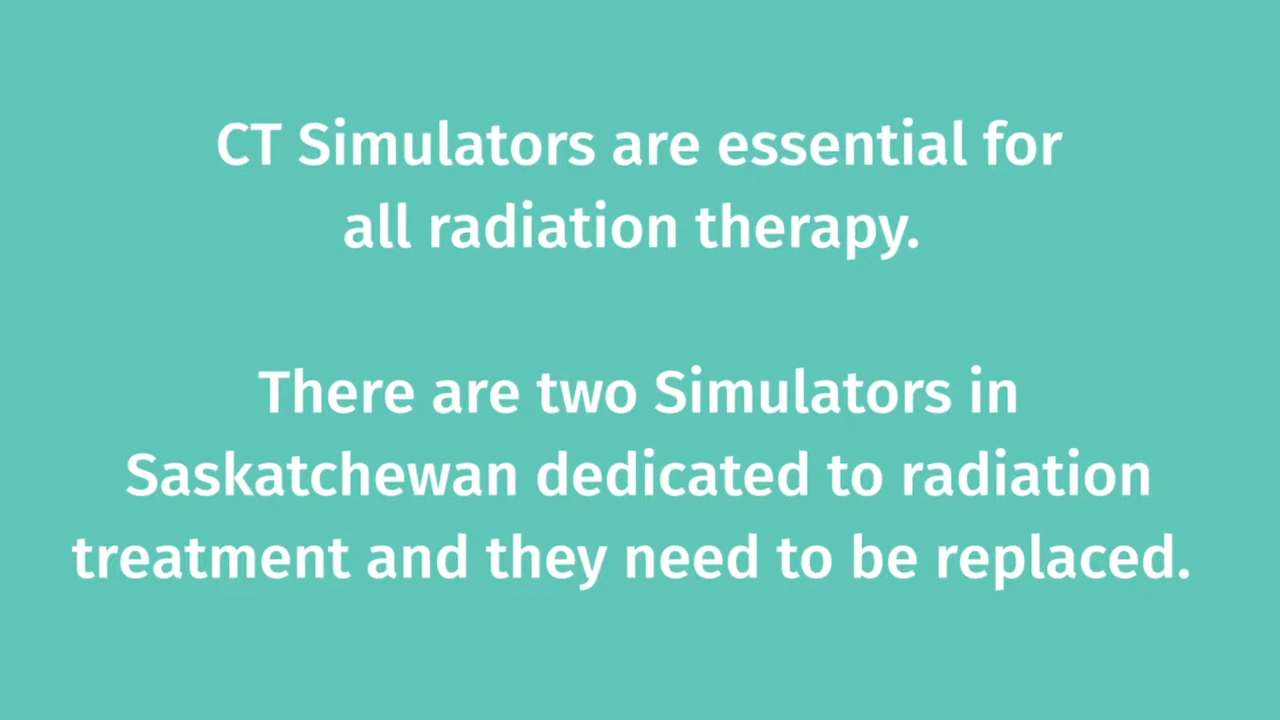 CT Simulators are essential for
all radiation therapy.
There are two Simulators in
Saskatchewan dedicated to radiation
treatment and they need to be replaced.